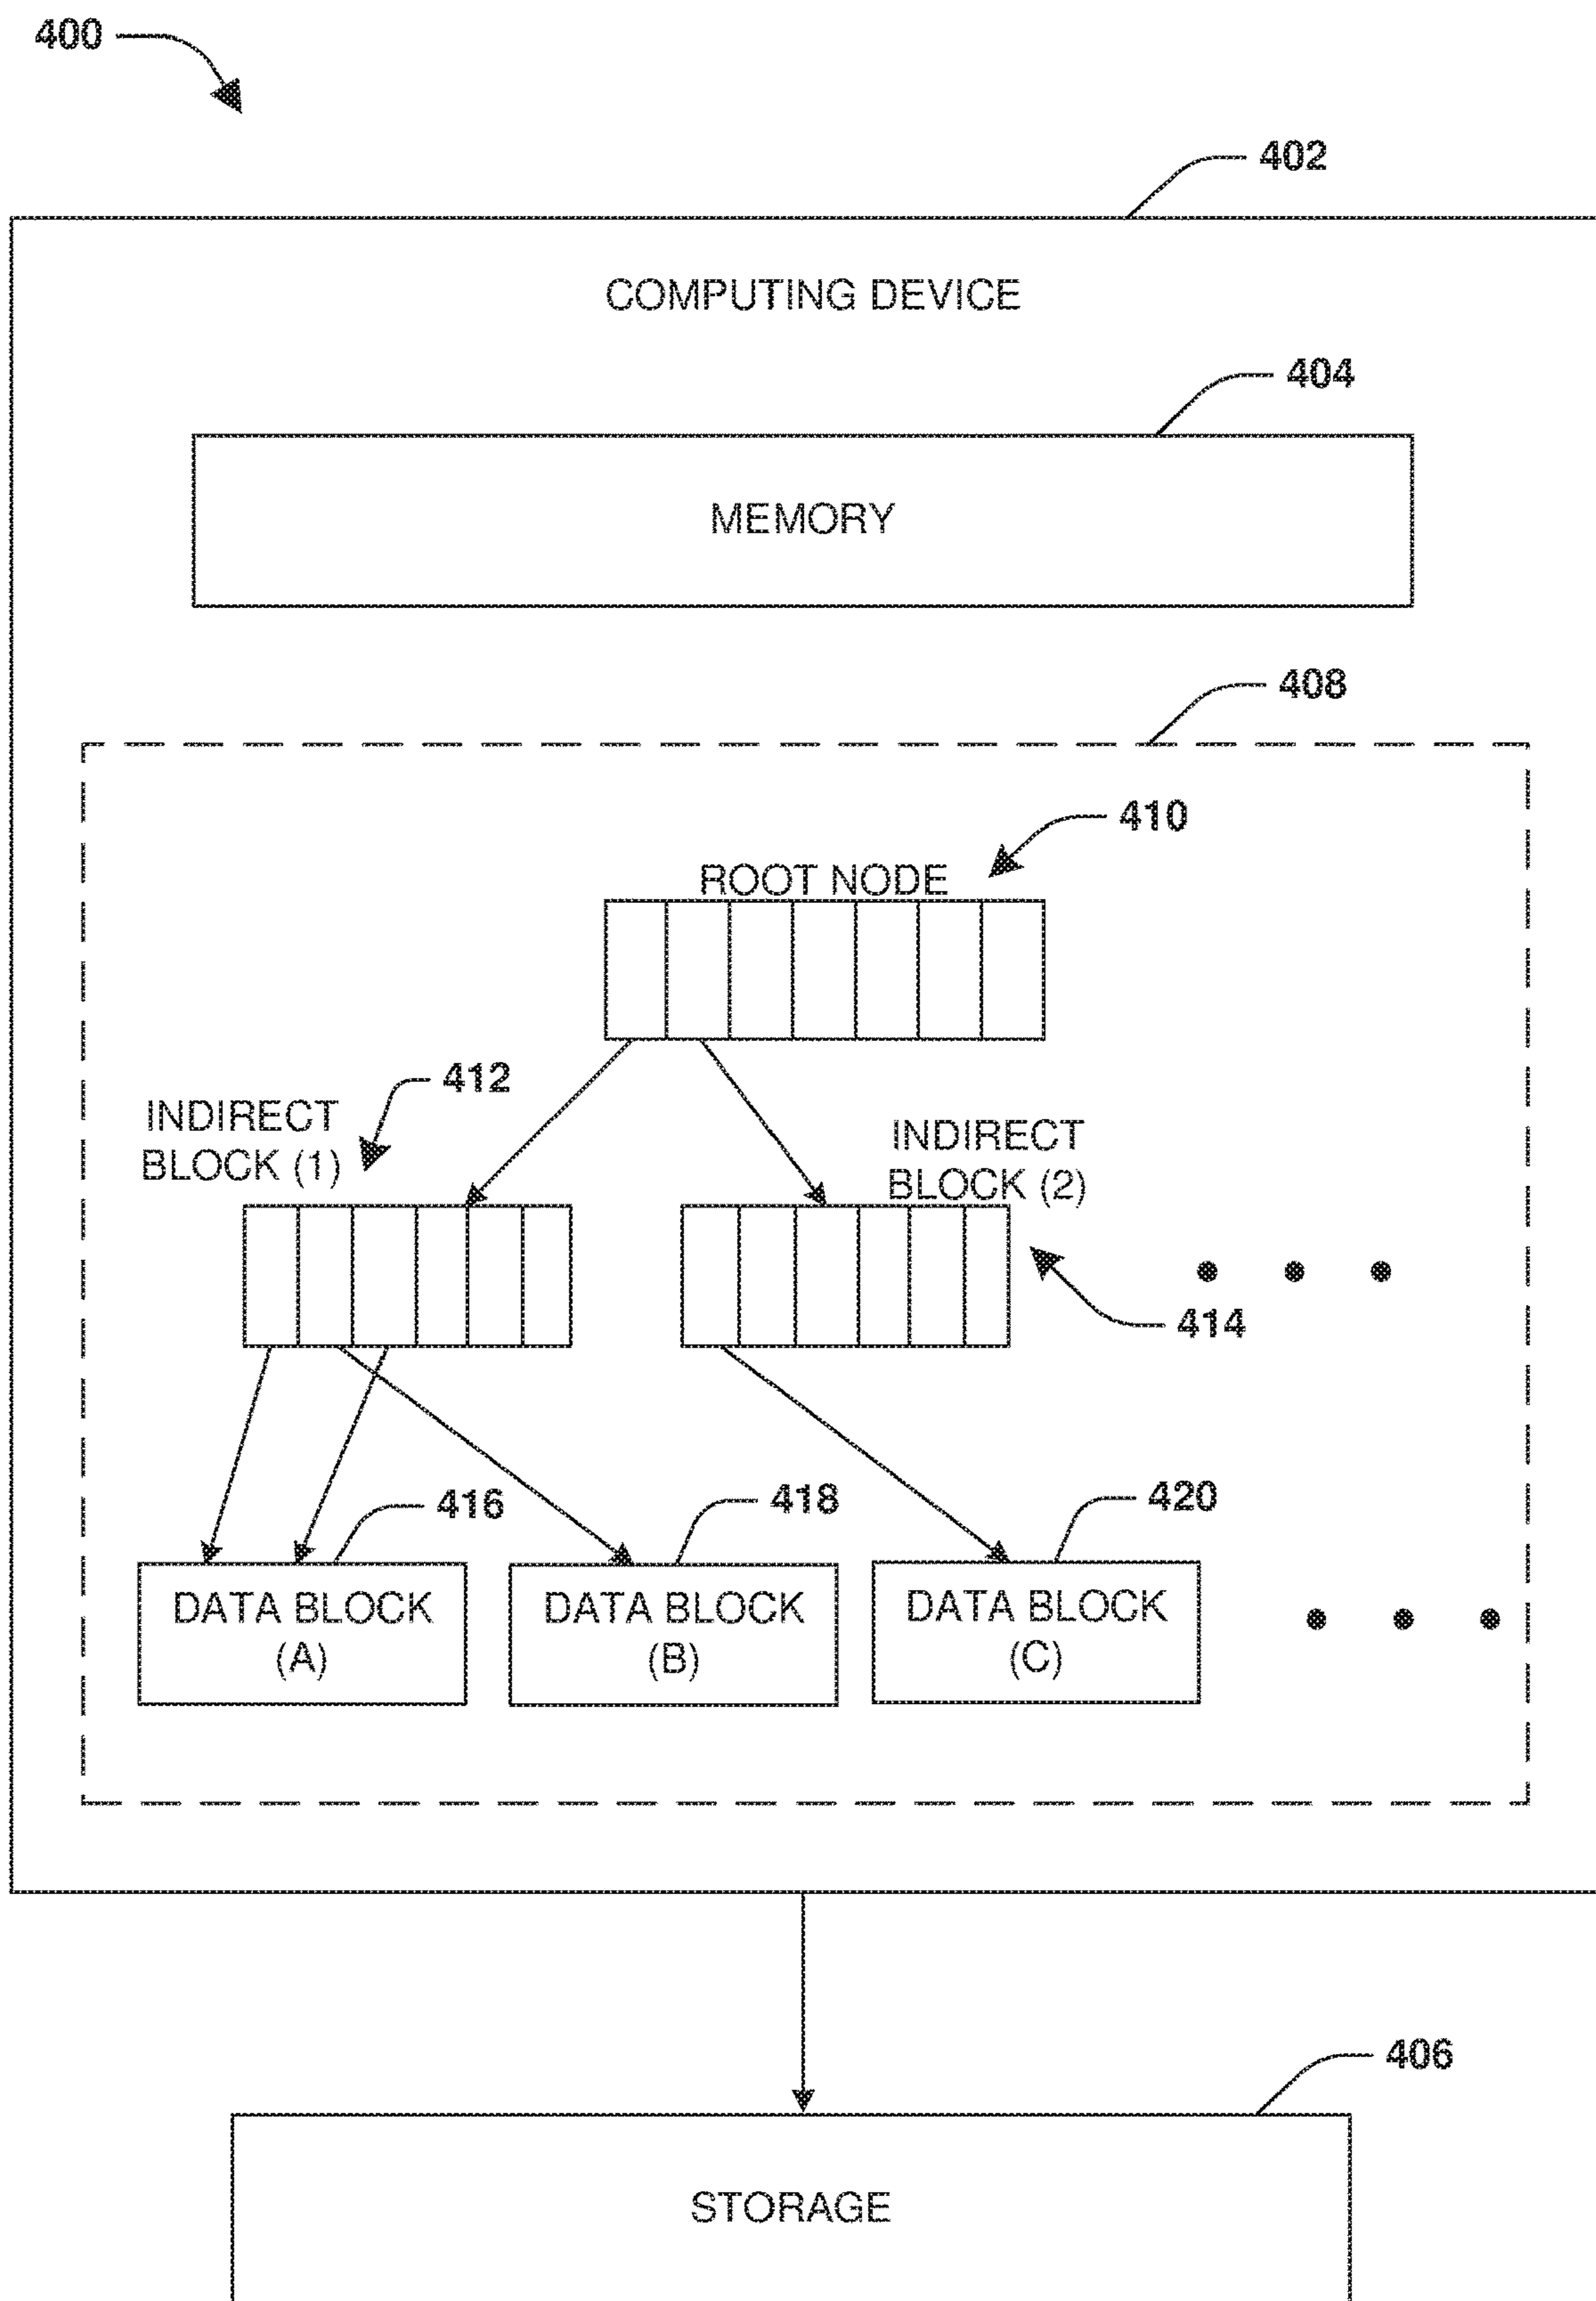 400
402
COMPUTING DEVICE
404
MEMORY
408
410
ROOT NODE
412
INDIRECT
BLOCK (1)
INDIRECT
BLOCK (2)
414
416
418
420
DATA BLOCK
(A)
DATA BLOCK
(B)
DATA BLOCK
(C)
406
STORAGE